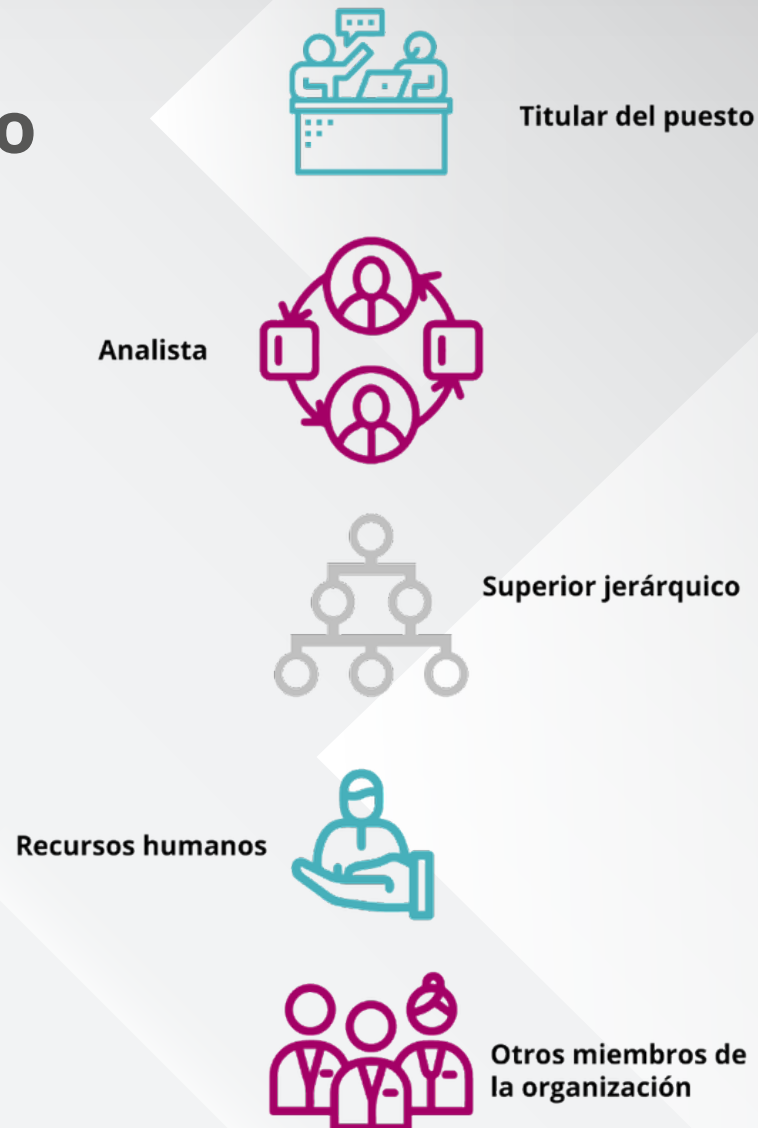 o
Titular del puesto
Analista
Superior jerárquico
Recursos humanos
Otros miembros de
la organización